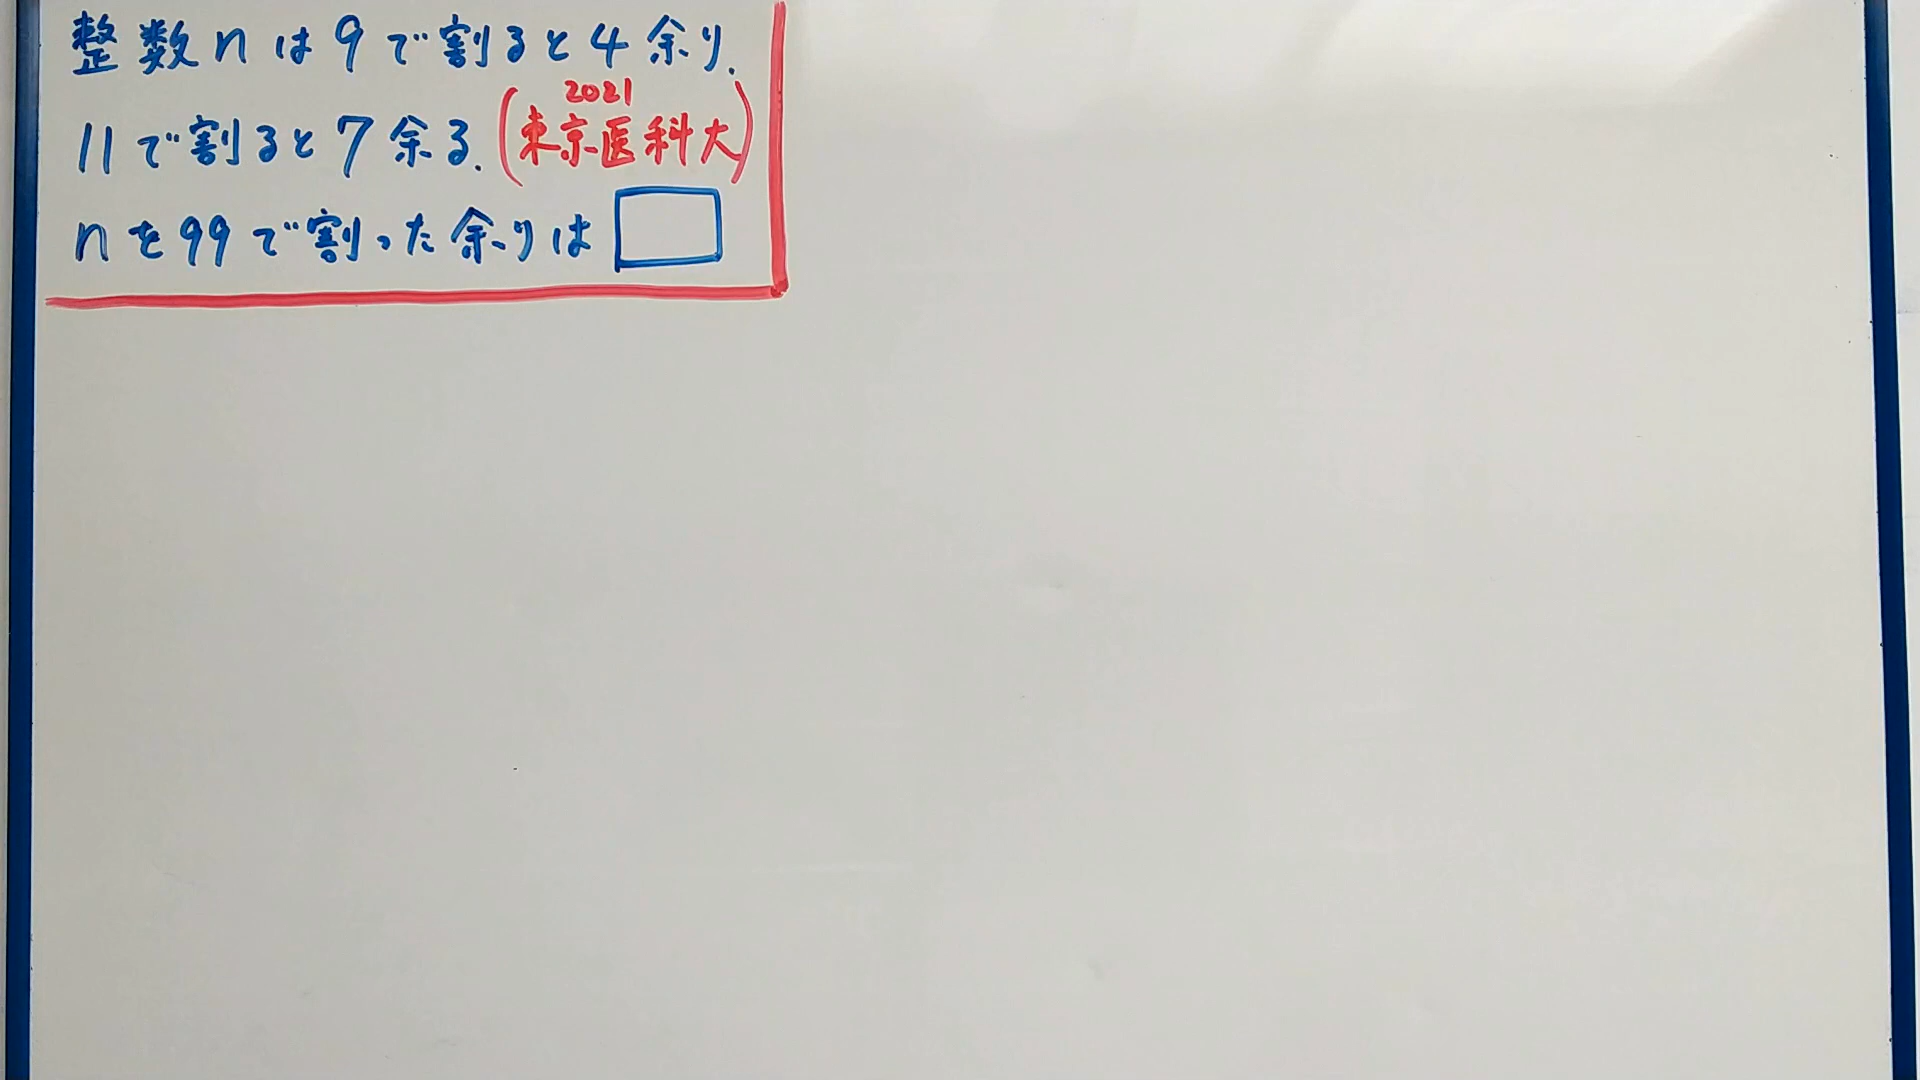 整数nは9で割ると4余り、
11で割ると7余る。(2021 東京医科大)
nを99で割った余りは